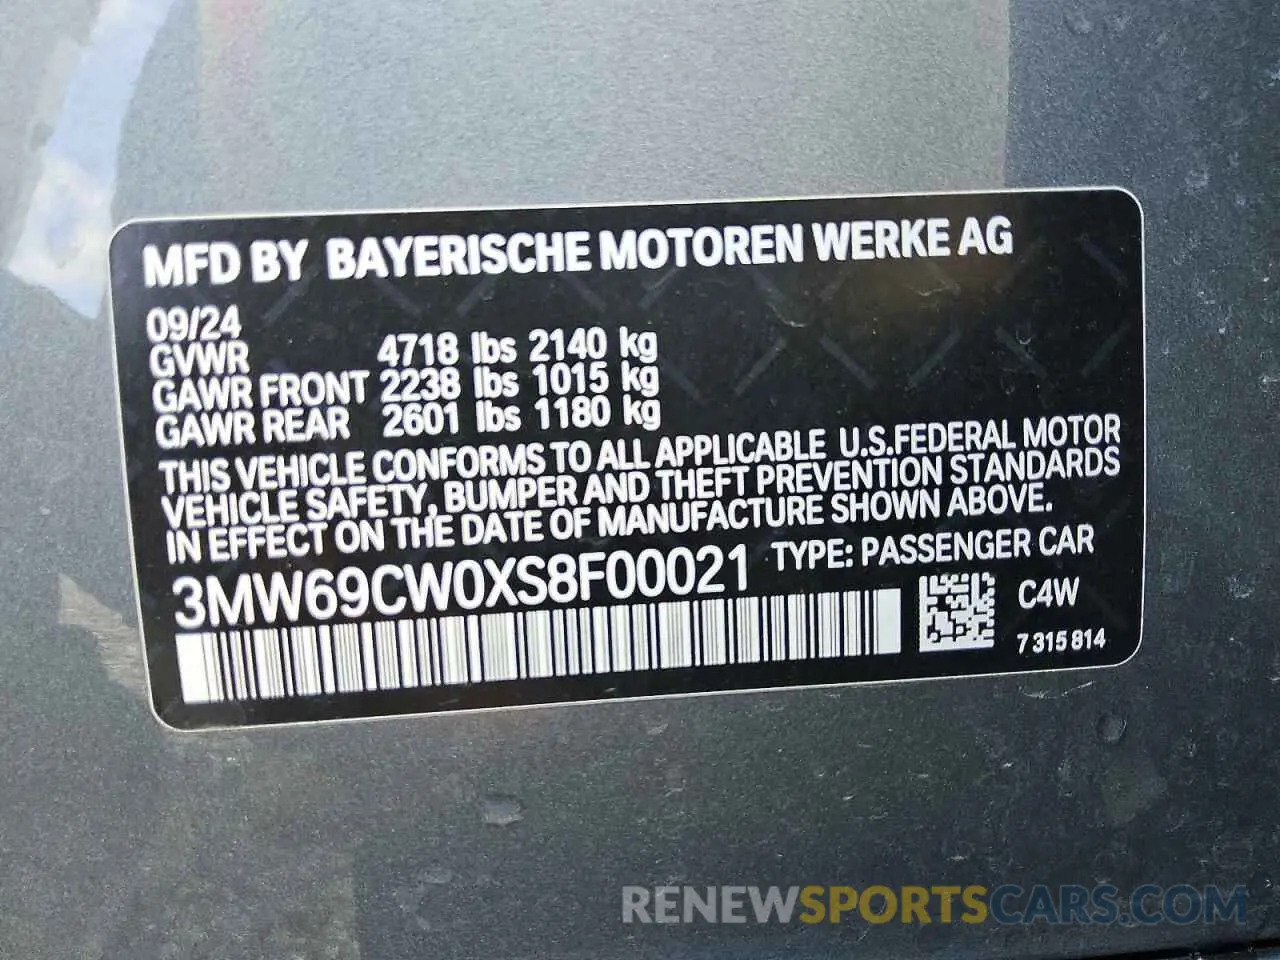 MFD BY BAYERISCHE MOTOREN WERKE AG
09/24
GVWR 4718 lbs 2140 kg
GAWR FRONT 2238 lbs 1015 kg
GAWR REAR 2601 lbs 1180 kg
THIS VEHICLE CONFORMS TO ALL APPLICABLE U.S.FEDERAL MOTOR
VEHICLE SAFETY, BUMPER AND THEFT PREVENTION STANDARDS
IN EFFECT ON THE DATE OF MANUFACTURE SHOWN ABOVE.
3MW69CW0XS8F00021 TYPE: PASSENGER CAR
C4W
7 315 814
RENEWSPORTSCARS.COM